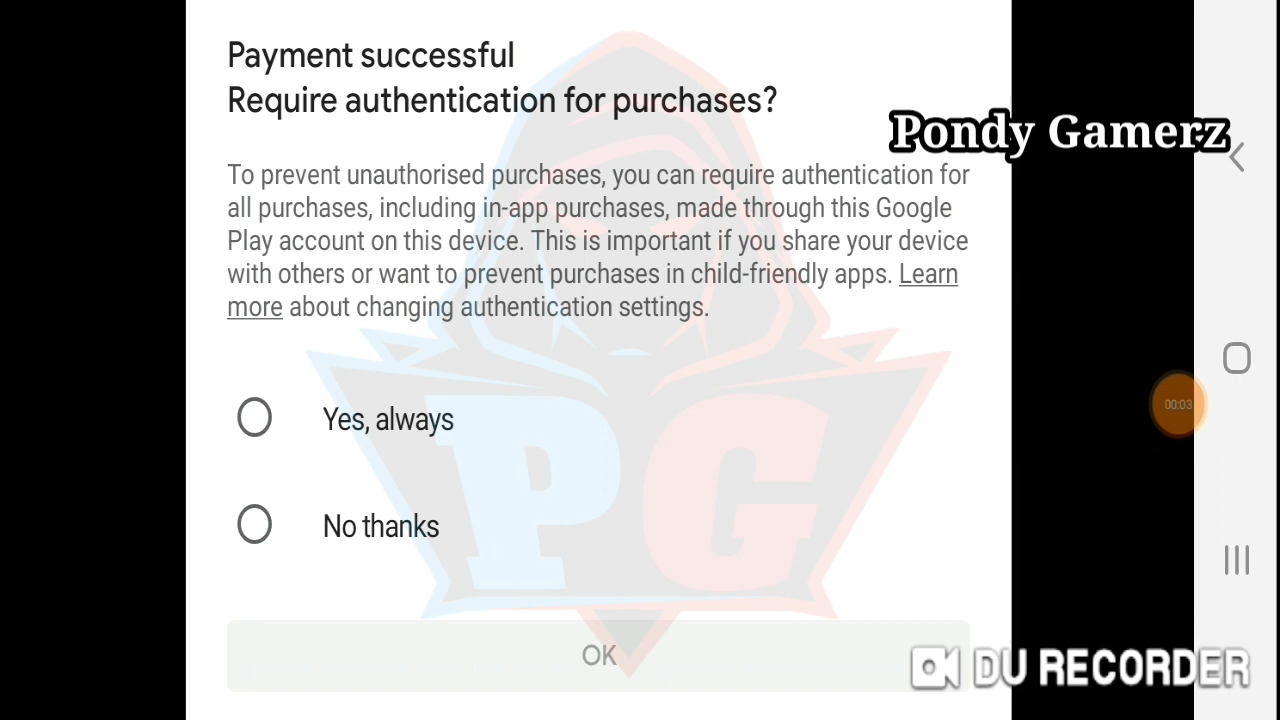 Payment successful
Require authentication for purchases?
Pondy Gamerz
To prevent unauthorised purchases, you can require authentication for
all purchases, including in-app purchases, made through this Google
Play account on this device. This is important if you share your device
with others or want to prevent purchases in child-friendly apps. Learn
more about changing authentication settings.
Yes, always
00:03
PG
No thanks
OK
DU RECORDER